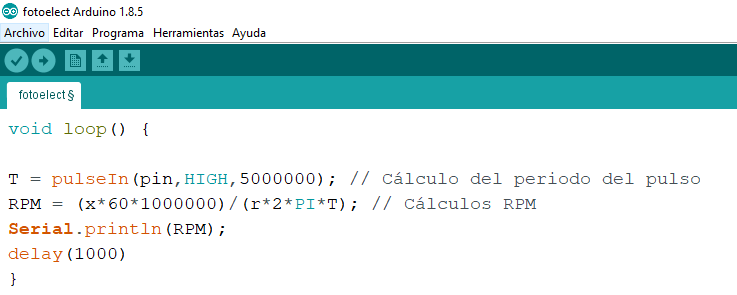 fotoelect Arduino 1.8.5
Archivo Editar Programa Herramientas Ayuda
fotoelect §
void loop() {
T = pulseIn(pin,HIGH,5000000); // Cálculo del periodo del pulso
RPM = (x*60*1000000)/(r*2*PI*T); // Cálculos RPM
Serial.println(RPM);
delay(1000)
}